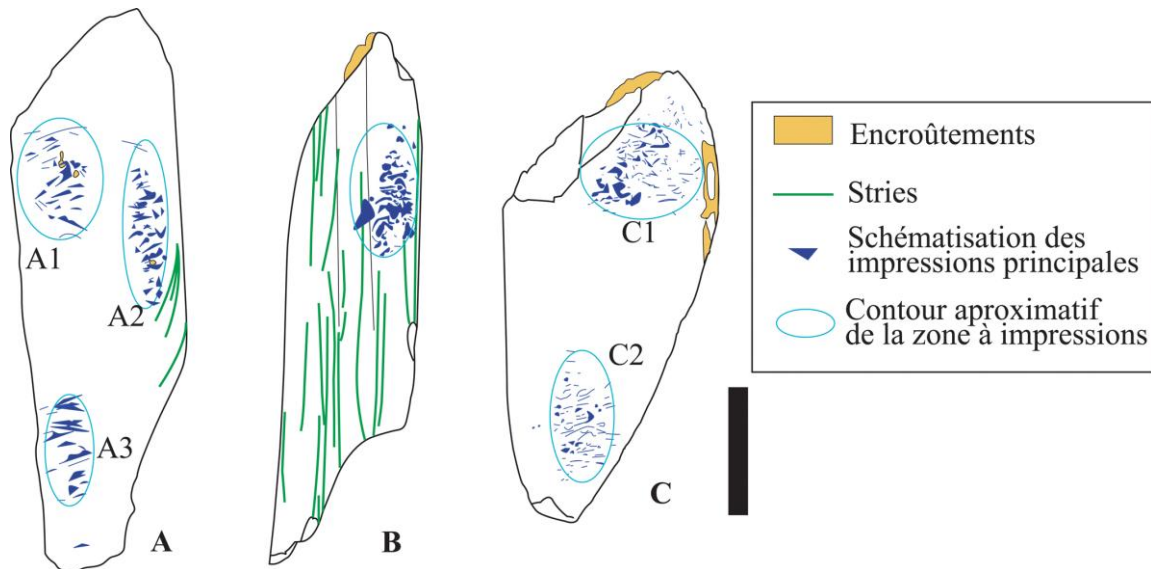 A1
A2
A3
A
B
C1
C2
C
Encroûtements
Stries
Schématisation des
impressions principales
Contour aproximatif
de la zone à impressions